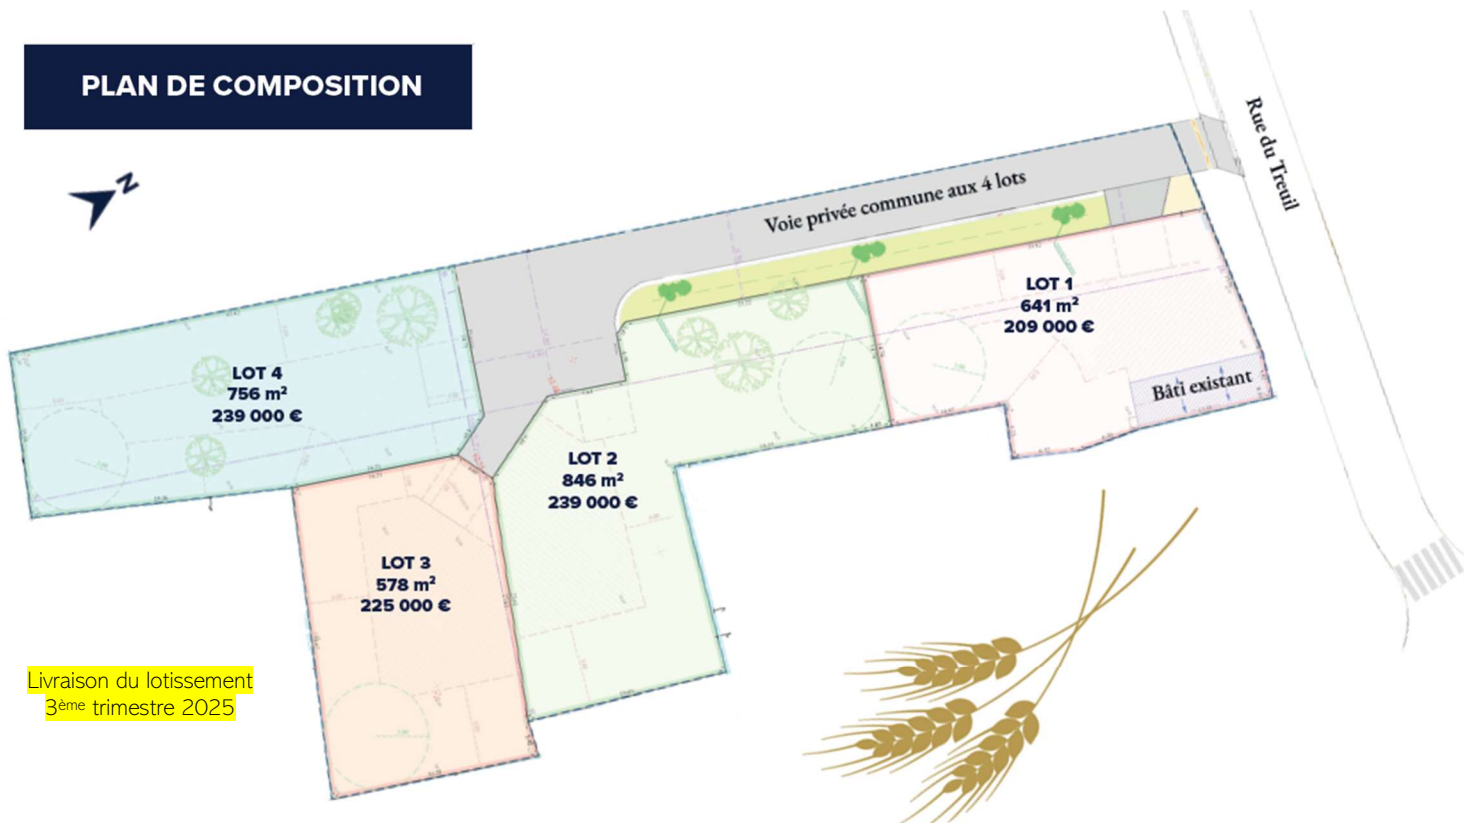 PLAN DE COMPOSITION
N
Rue du Treuil
Voie privée commune aux 4 lots
LOT 1
641 m²
209 000 €
Bâti existant
LOT 4
756 m²
239 000 €
LOT 2
846 m²
239 000 €
LOT 3
578 m²
225 000 €
Livraison du lotissement
3ème trimestre 2025